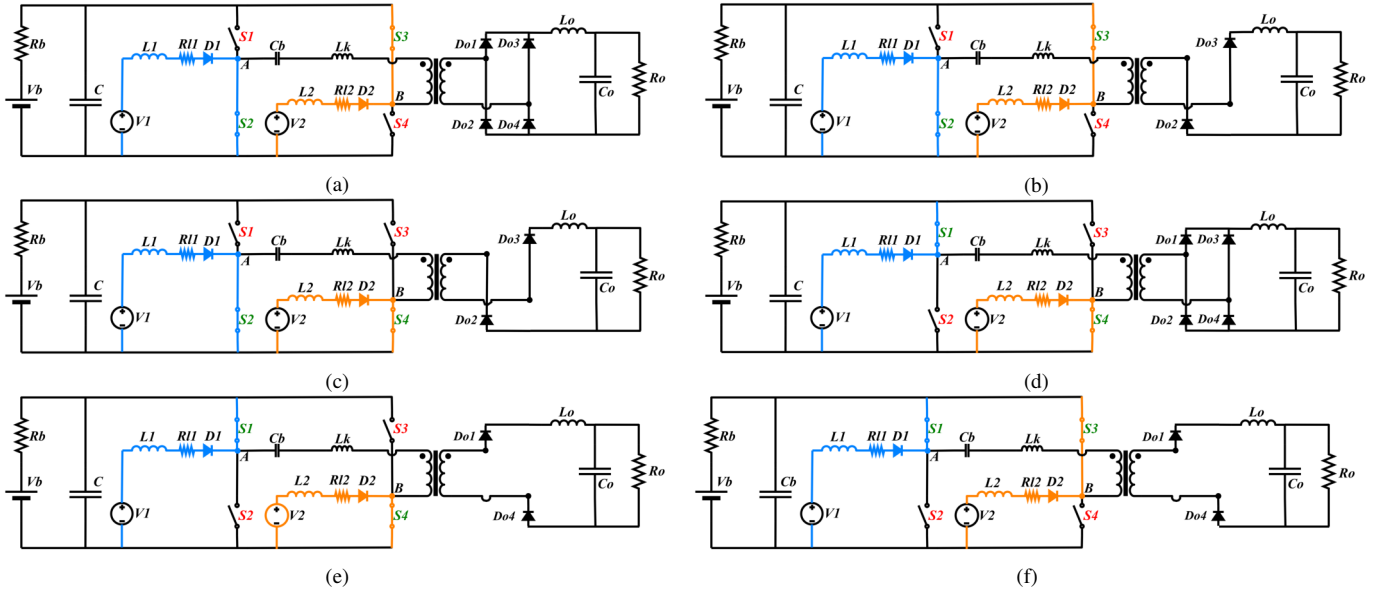 Rb
Vb
C
L1
Rl1
D1
V1
S1
S2
A
Cb
Lk
S3
L2
Rl2
D2
V2
B
S4
Do1
Do3
Do2
Do4
Lo
Co
Ro
(a)
Rb
Vb
C
L1
Rl1
D1
V1
S1
S2
A
Cb
Lk
S3
L2
Rl2
D2
V2
B
S4
Do3
Do2
Lo
Co
Ro
(b)
Rb
Vb
C
L1
Rl1
D1
V1
S1
S2
A
Cb
Lk
S3
L2
Rl2
D2
V2
B
S4
Do3
Do2
Lo
Co
Ro
(c)
Rb
Vb
C
L1
Rl1
D1
V1
S1
S2
A
Cb
Lk
S3
L2
Rl2
D2
V2
B
S4
Do1
Do3
Do2
Do4
Lo
Co
Ro
(d)
Rb
Vb
C
L1
Rl1
D1
V1
S1
S2
A
Cb
Lk
S3
L2
Rl2
D2
V2
B
S4
Do1
Do4
Lo
Co
Ro
(e)
Rb
Vb
Cb
L1
Rl1
D1
V1
S1
S2
A
Cb
Lk
S3
L2
Rl2
D2
V2
B
S4
Do1
Do4
Lo
Co
Ro
(f)